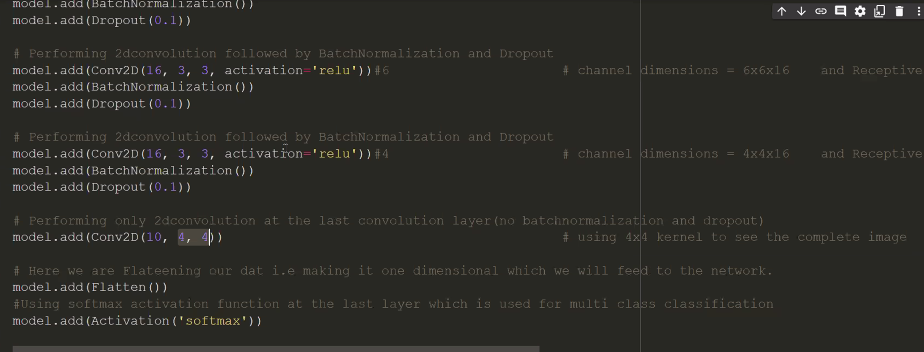 model.add(BatchNormalization())
model.add(Dropout(0.1))
# Performing 2dconvolution followed by BatchNormalization and Dropout
model.add(Conv2D(16, 3, 3, activation='relu'))#6 # channel dimensions = 6x6x16 and Receptive
model.add(BatchNormalization())
model.add(Dropout(0.1))
# Performing 2dconvolution followed by BatchNormalization and Dropout
model.add(Conv2D(16, 3, 3, activation='relu'))#4 # channel dimensions = 4x4x16 and Receptive
model.add(BatchNormalization())
model.add(Dropout(0.1))
# Performing only 2dconvolution at the last convolution layer(no batchnormalization and dropout)
model.add(Conv2D(10, 4, 4)) # using 4x4 kernel to see the complete image
# Here we are Flateening our dat i.e making it one dimensional which we will feed to the network.
model.add(Flatten())
#Using softmax activation function at the last layer which is used for multi class classification
model.add(Activation('softmax'))